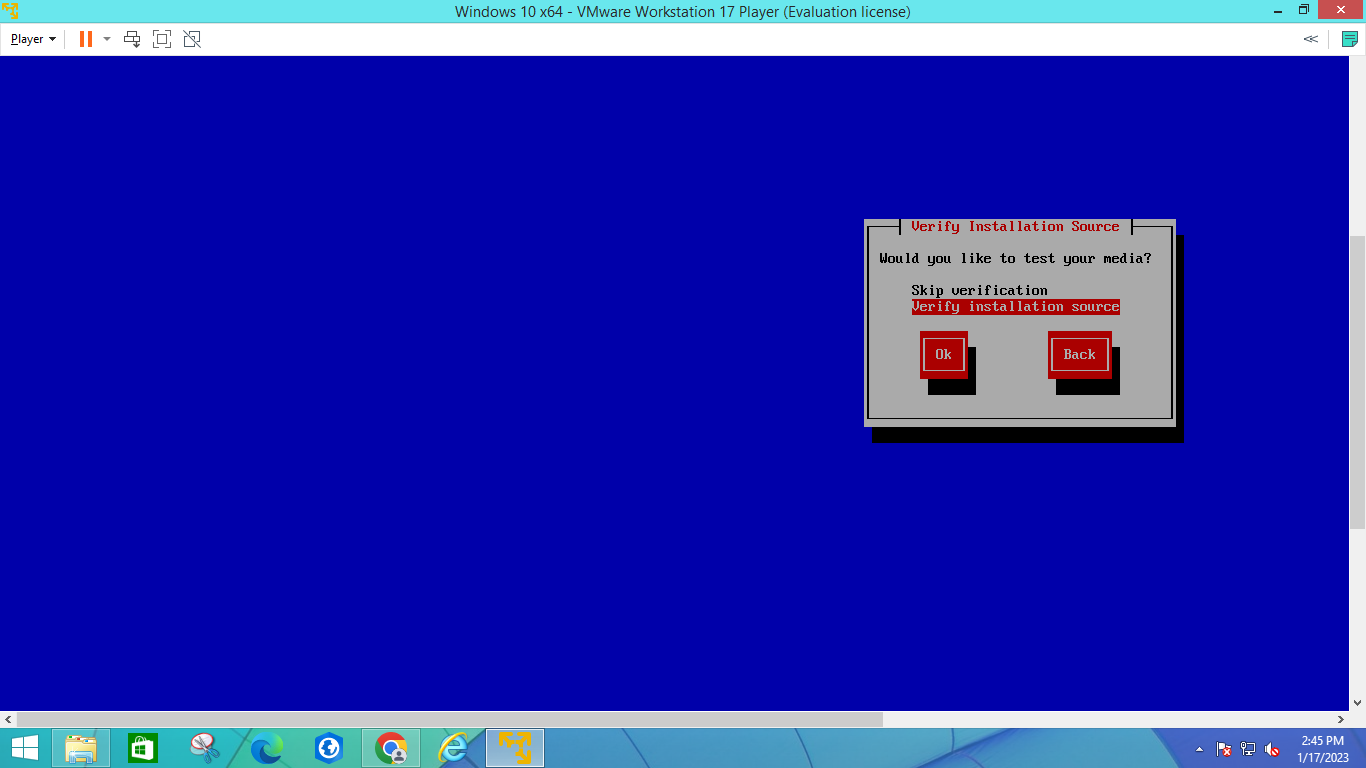 Windows 10 x64 - VMware Workstation 17 Player (Evaluation license)
Player
Verify Installation Source
Would you like to test your media?
Skip verification
Verify installation source
Ok Back
2:45 PM
1/17/2023